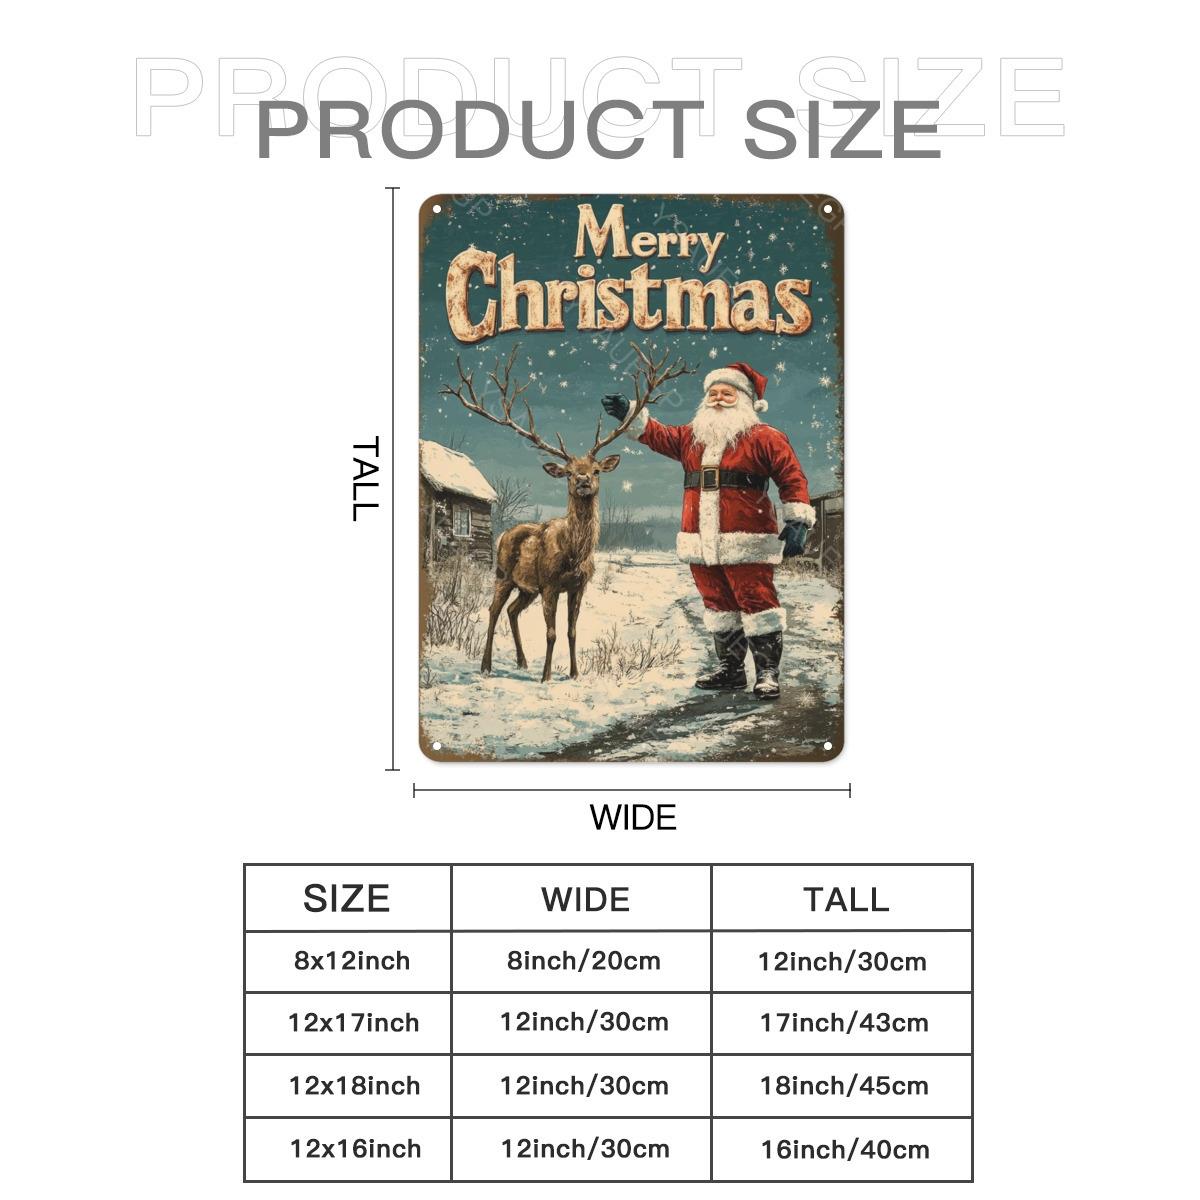 PRODUCT SIZE
PRODUCT SIZE
Merry
Christmas
TALL
WIDE
SIZE WIDE TALL
8x12inch 8inch/20cm 12inch/30cm
12x17inch 12inch/30cm 17inch/43cm
12x18inch 12inch/30cm 18inch/45cm
12x16inch 12inch/30cm 16inch/40cm